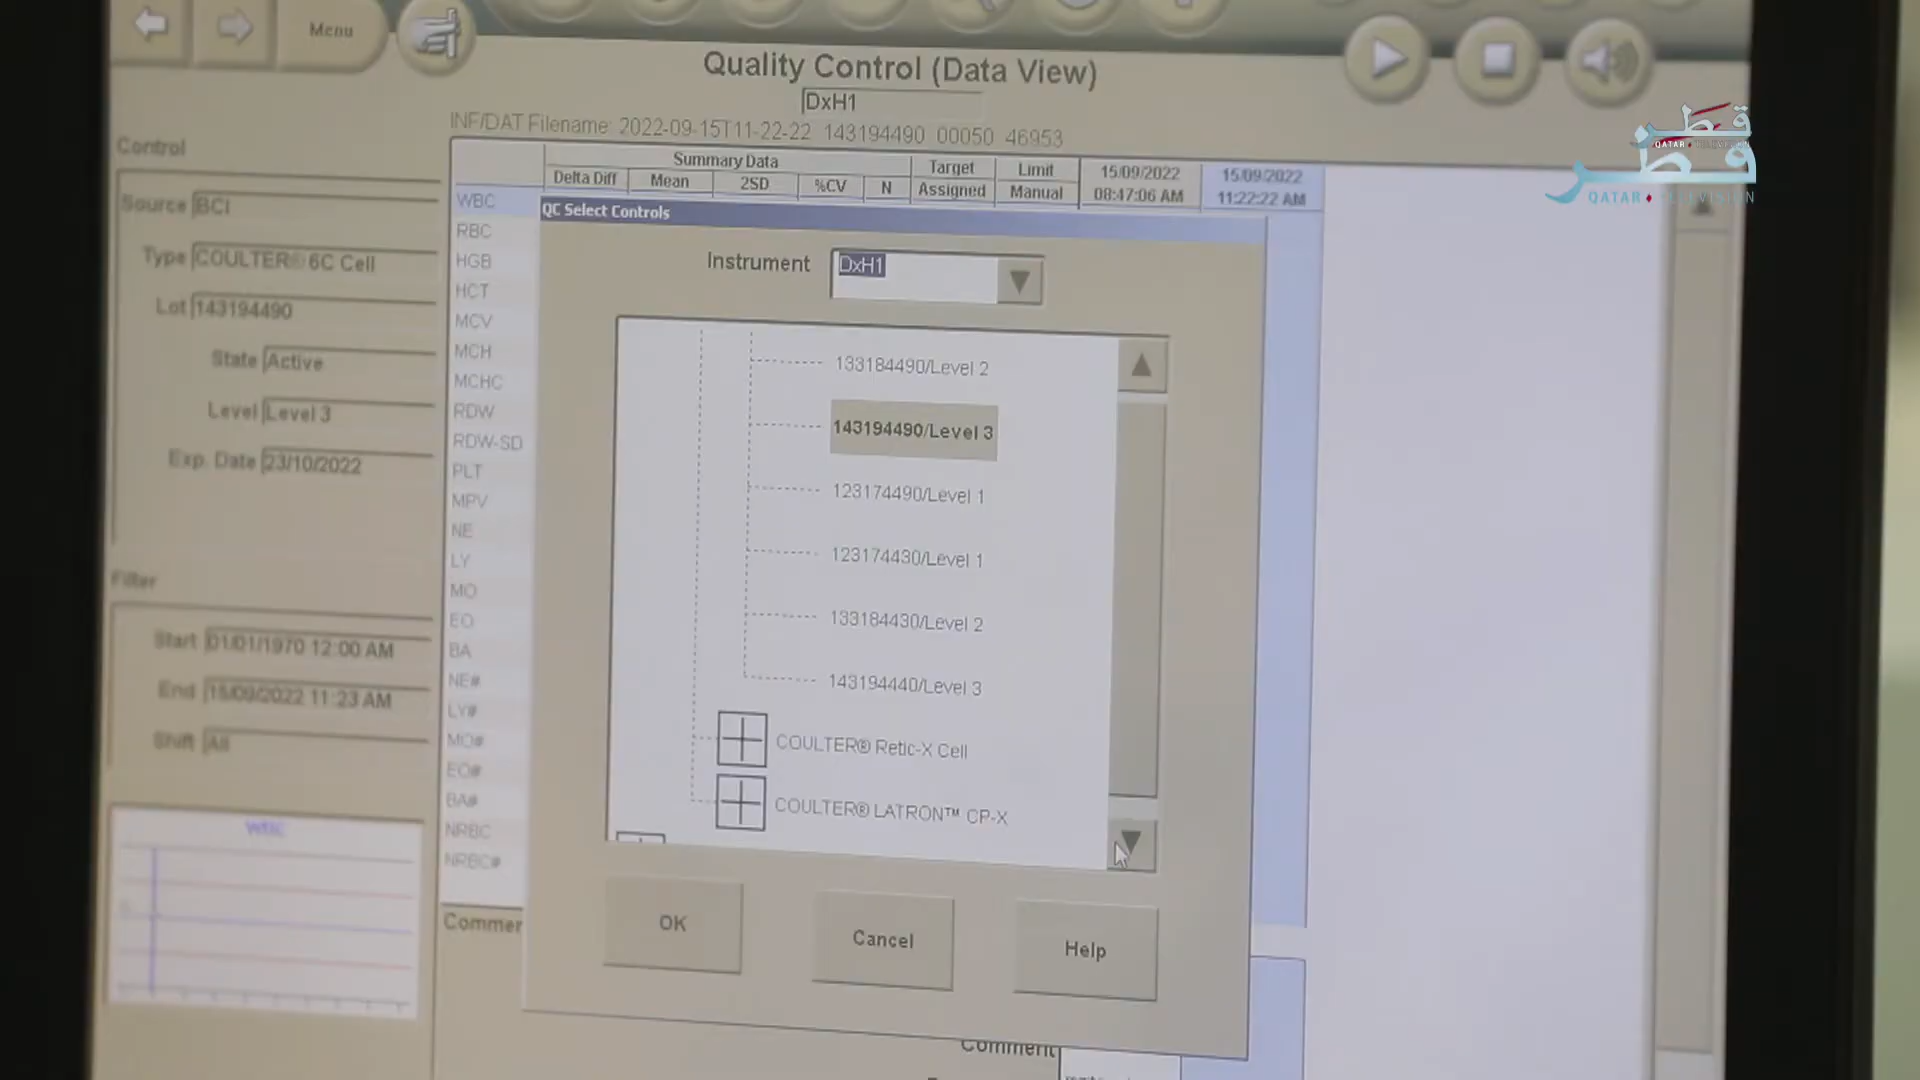 Menu
Quality Control (Data View)
DxH1
INF/DAT Filename: 2022-09-15T11-22-22 143194490 00050 46953
قطر
QATAR TELEVISION
قطر
QATAR TELEVISION
Control
Source BCI
Type COULTER® 6C Cell
Lot 143194490
State Active
Level Level 3
Exp. Date 23/10/2022
Filter
Start 01/01/1970 12:00 AM
End 15/09/2022 11:23 AM
Shift All
WBC
Summary Data
Delta Diff Mean 2SD %CV N
Target Assigned
Limit Manual
15/09/2022 08:47:06 AM
15/09/2022 11:22:22 AM
WBC
RBC
HGB
HCT
MCV
MCH
MCHC
RDW
RDW-SD
PLT
MPV
NE
LY
MO
EO
BA
NE#
LY#
MO#
EO#
BA#
NRBC
NRBC#
Commen
QC Select Controls
Instrument DxH1
133184490/Level 2
143194490/Level 3
123174490/Level 1
123174430/Level 1
133184430/Level 2
143194440/Level 3
COULTER® Retic-X Cell
COULTER® LATRON™ CP-X
OK
Cancel
Help
Comment